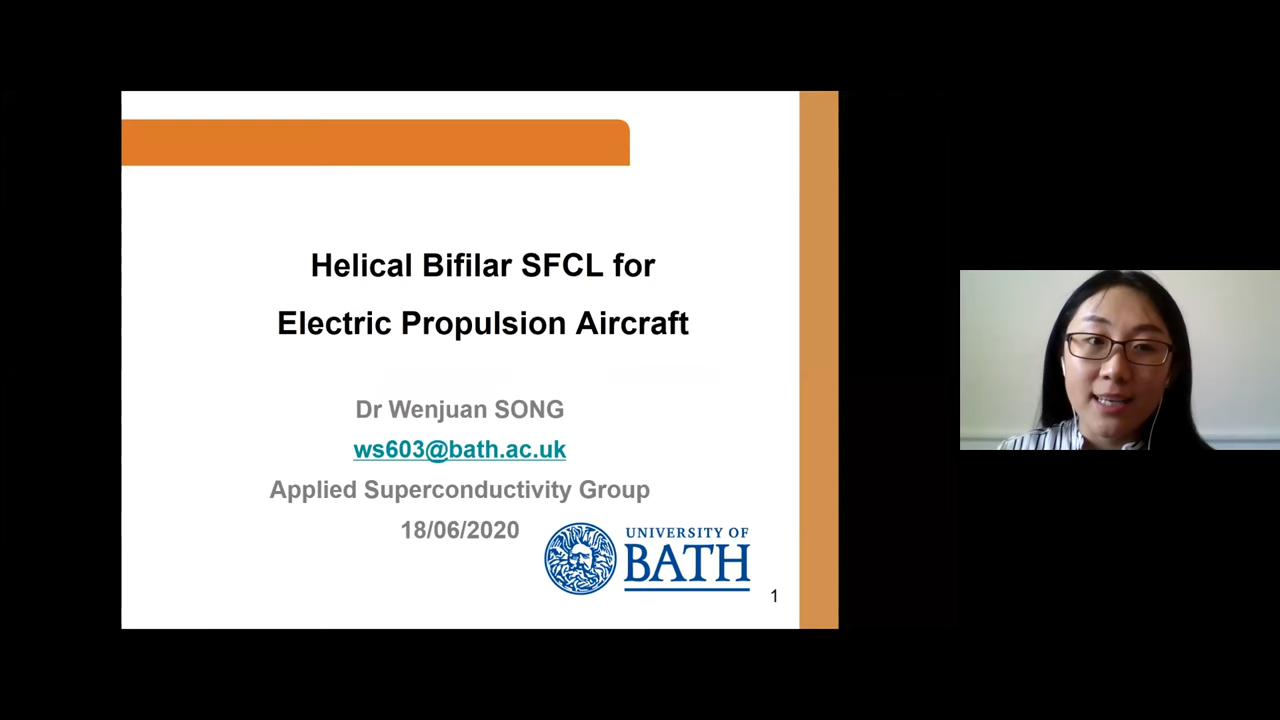 Helical Bifilar SFCL for
Electric Propulsion Aircraft
Dr Wenjuan SONG
ws603@bath.ac.uk
Applied Superconductivity Group
18/06/2020
UNIVERSITY OF
BATH
1